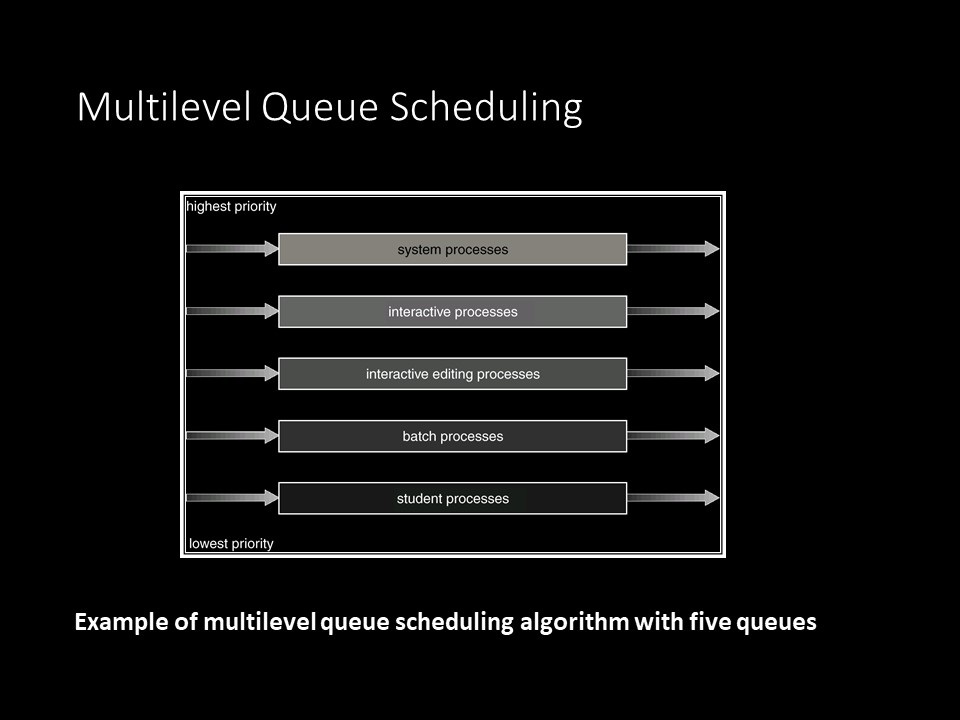 Multilevel Queue Scheduling
highest priority
system processes
interactive processes
interactive editing processes
batch processes
student processes
lowest priority
Example of multilevel queue scheduling algorithm with five queues